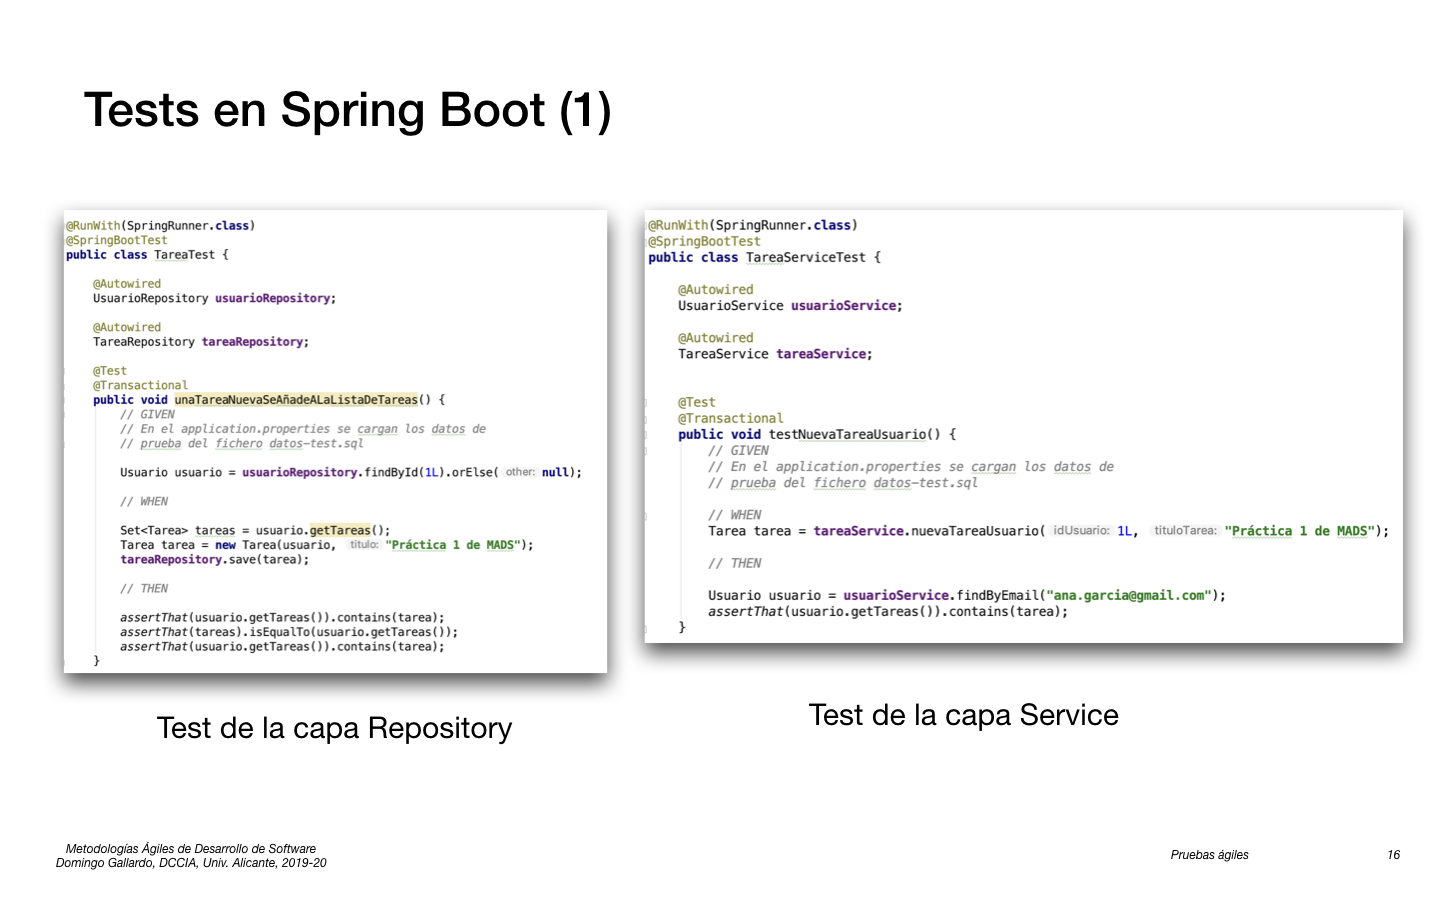 Tests en Spring Boot (1)
@RunWith(SpringRunner.class)
@SpringBootTest
public class TareaTest {
@Autowired
UsuarioRepository usuarioRepository;
@Autowired
TareaRepository tareaRepository;
@Test
@Transactional
public void unaTareaNuevaSeAñadeALaListaDeTareas() {
// GIVEN
// En el application.properties se cargan los datos de
// prueba del fichero datos-test.sql
Usuario usuario = usuarioRepository.findById(1L).orElse( other: null);
// WHEN
Set<Tarea> tareas = usuario.getTareas();
Tarea tarea = new Tarea(usuario, titulo: "Práctica 1 de MADS");
tareaRepository.save(tarea);
// THEN
assertThat(usuario.getTareas()).contains(tarea);
assertThat(tareas).isEqualTo(usuario.getTareas());
assertThat(usuario.getTareas()).contains(tarea);
}
Test de la capa Repository
@RunWith(SpringRunner.class)
@SpringBootTest
public class TareaServiceTest {
@Autowired
UsuarioService usuarioService;
@Autowired
TareaService tareaService;
@Test
@Transactional
public void testNuevaTareaUsuario() {
// GIVEN
// En el application.properties se cargan los datos de
// prueba del fichero datos-test.sql
// WHEN
Tarea tarea = tareaService.nuevaTareaUsuario( idUsuario: 1L, tituloTarea: "Práctica 1 de MADS");
// THEN
Usuario usuario = usuarioService.findByEmail("ana.garcia@gmail.com");
assertThat(usuario.getTareas()).contains(tarea);
}
Test de la capa Service
Metodologías Ágiles de Desarrollo de Software
Domingo Gallardo, DCCIA, Univ. Alicante, 2019-20
Pruebas ágiles
16